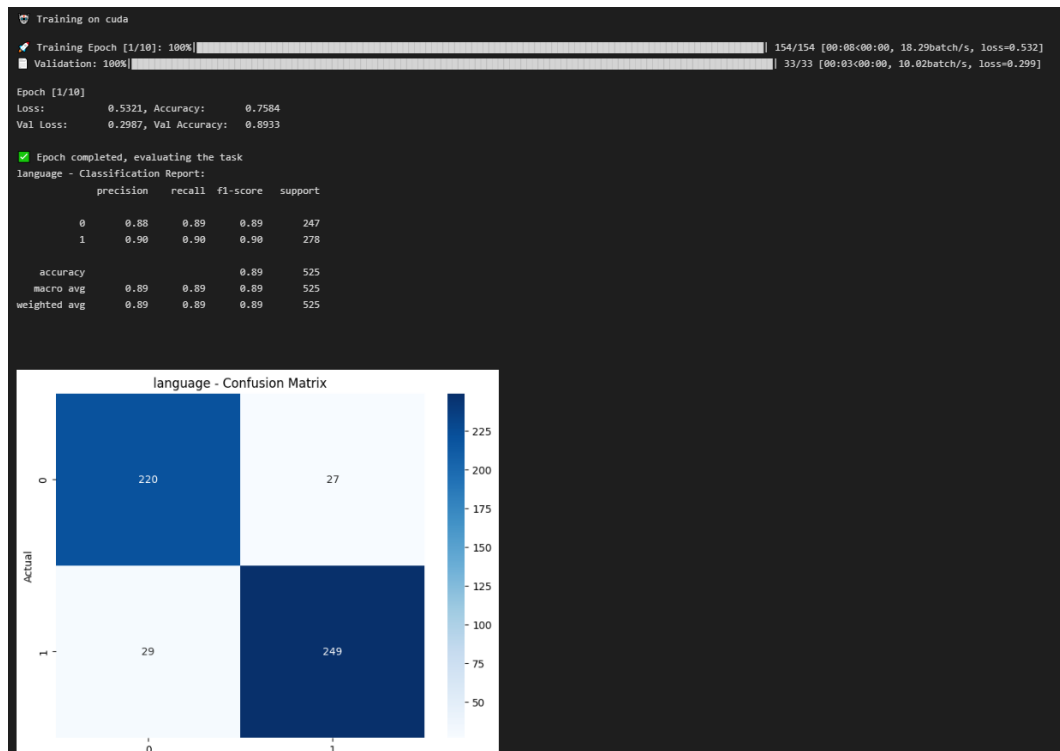 🤠 Training on cuda
🚀 Training Epoch [1/10]: 100%| | 154/154 [00:08<00:00, 18.29batch/s, loss=0.532]
📋 Validation: 100%| | 33/33 [00:03<00:00, 10.02batch/s, loss=0.299]
Epoch [1/10]
Loss: 0.5321, Accuracy: 0.7584
Val Loss: 0.2987, Val Accuracy: 0.8933
✅ Epoch completed, evaluating the task
language - Classification Report:
precision recall f1-score support
0 0.88 0.89 0.89 247
1 0.90 0.90 0.90 278
accuracy 0.89 525
macro avg 0.89 0.89 0.89 525
weighted avg 0.89 0.89 0.89 525
language - Confusion Matrix
Actual
0
220 27
1
29 249
0 1
225
200
175
150
125
100
75
50